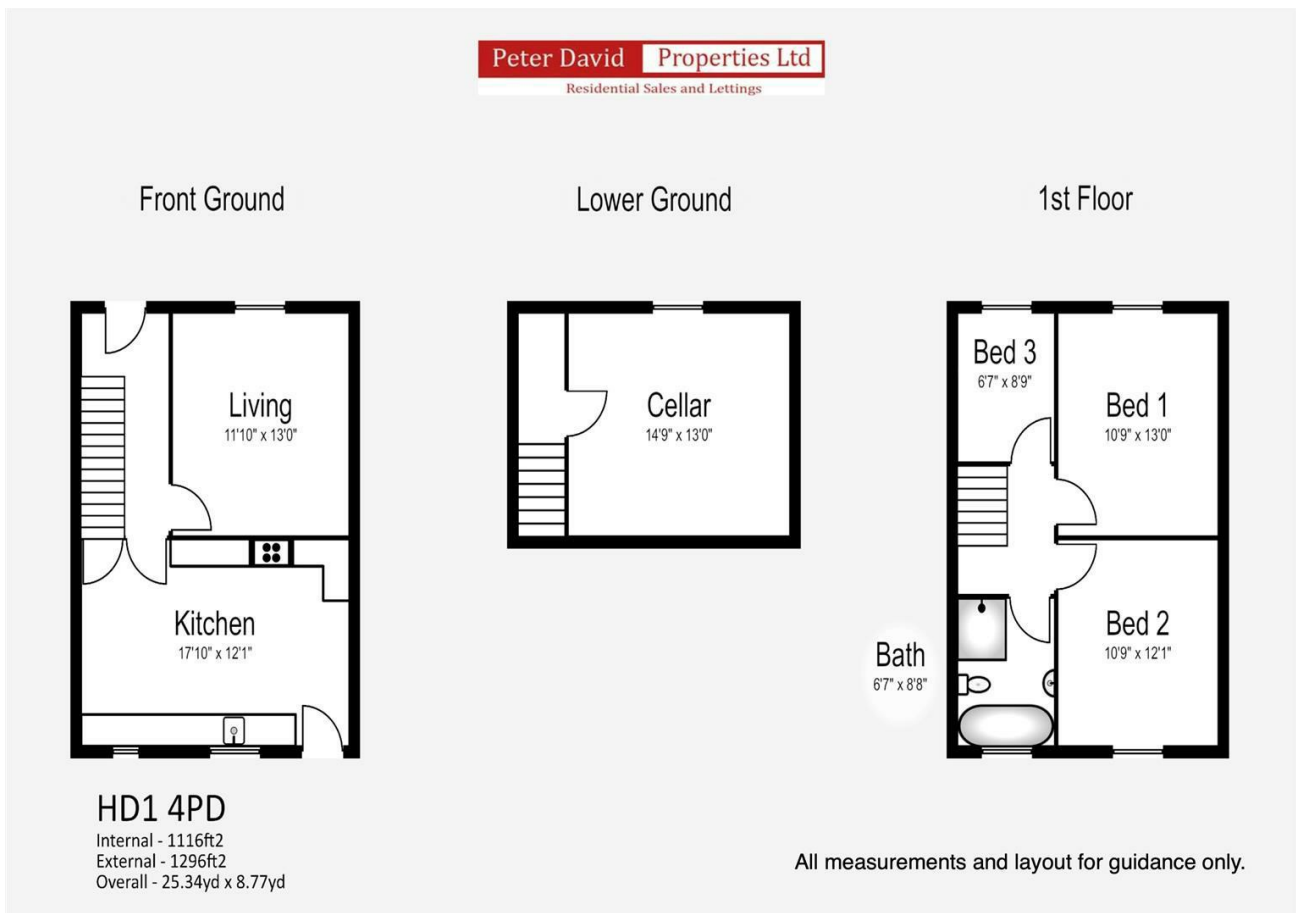 Peter David Properties Ltd
Residential Sales and Lettings
Front Ground
Lower Ground
1st Floor
Living
11'10" x 13'0"
Kitchen
17'10" x 12'1"
Cellar
14'9" x 13'0"
Bed 3
6'7" x 8'9"
Bed 1
10'9" x 13'0"
Bed 2
10'9" x 12'1"
Bath
6'7" x 8'8"
HD1 4PD
Internal - 1116ft2
External - 1296ft2
Overall - 25.34yd x 8.77yd
All measurements and layout for guidance only.